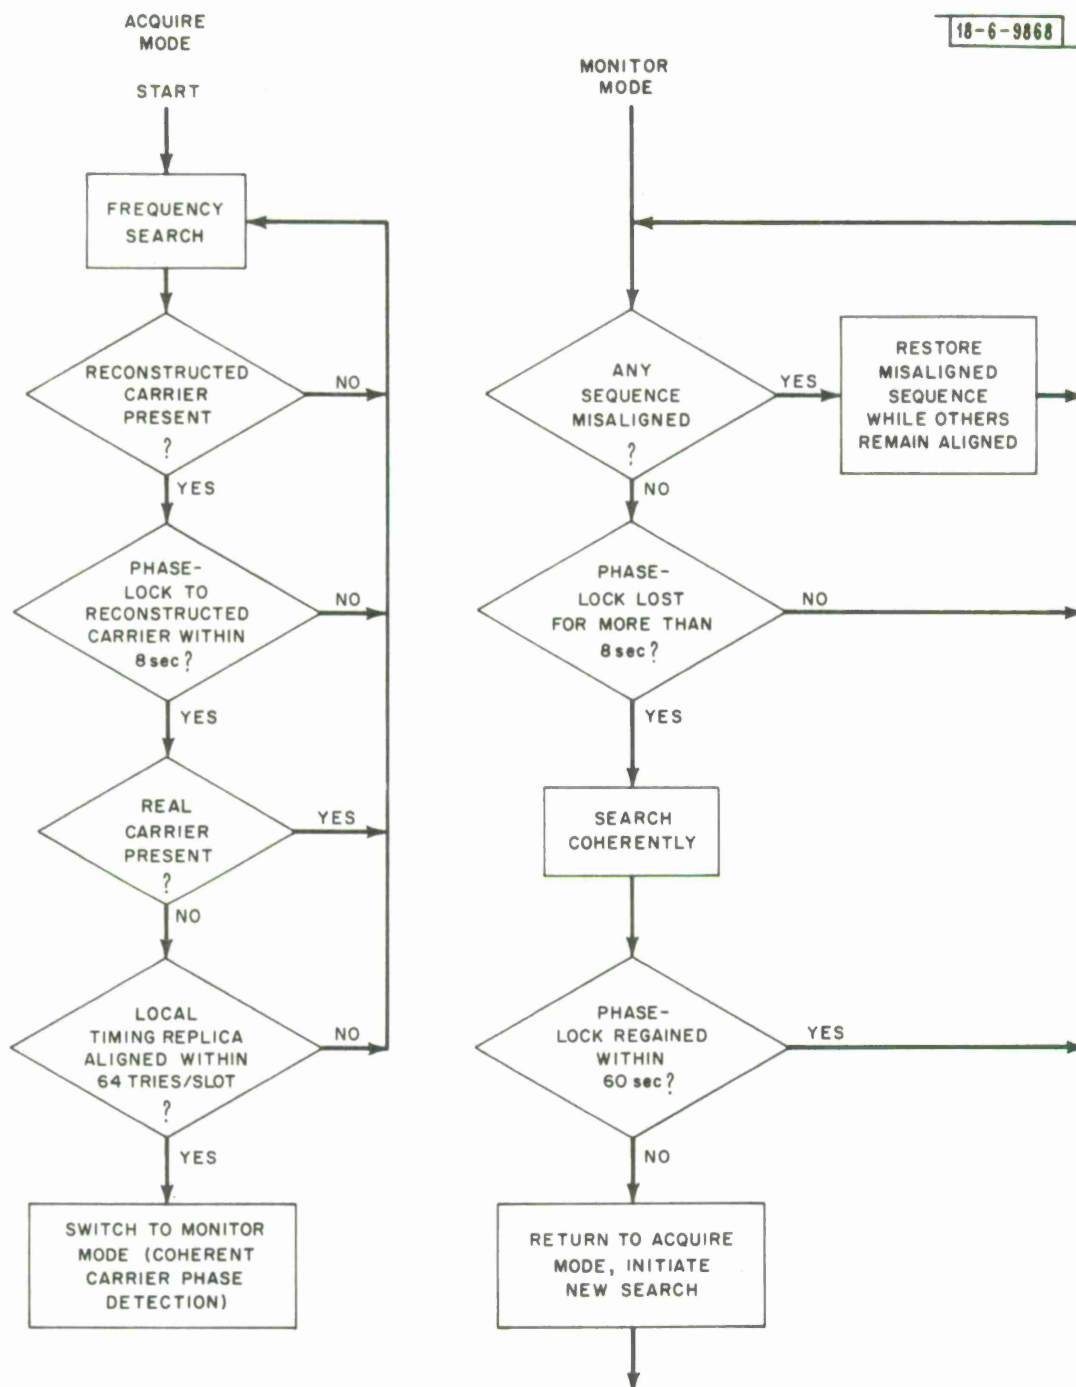 18-6-9868
ACQUIRE
MODE
START
FREQUENCY
SEARCH
RECONSTRUCTED
CARRIER
PRESENT
?
NO
YES
PHASE-
LOCK TO
RECONSTRUCTED
CARRIER WITHIN
8 sec?
NO
YES
REAL
CARRIER
PRESENT
?
YES
NO
LOCAL
TIMING REPLICA
ALIGNED WITHIN
64 TRIES/SLOT
?
NO
YES
SWITCH TO MONITOR
MODE (COHERENT
CARRIER PHASE
DETECTION)
MONITOR
MODE
ANY
SEQUENCE
MISALIGNED
?
YES
RESTORE
MISALIGNED
SEQUENCE
WHILE OTHERS
REMAIN ALIGNED
NO
PHASE-
LOCK LOST
FOR MORE THAN
8 sec?
NO
YES
SEARCH
COHERENTLY
PHASE-
LOCK REGAINED
WITHIN
60 sec?
YES
NO
RETURN TO ACQUIRE
MODE, INITIATE
NEW SEARCH